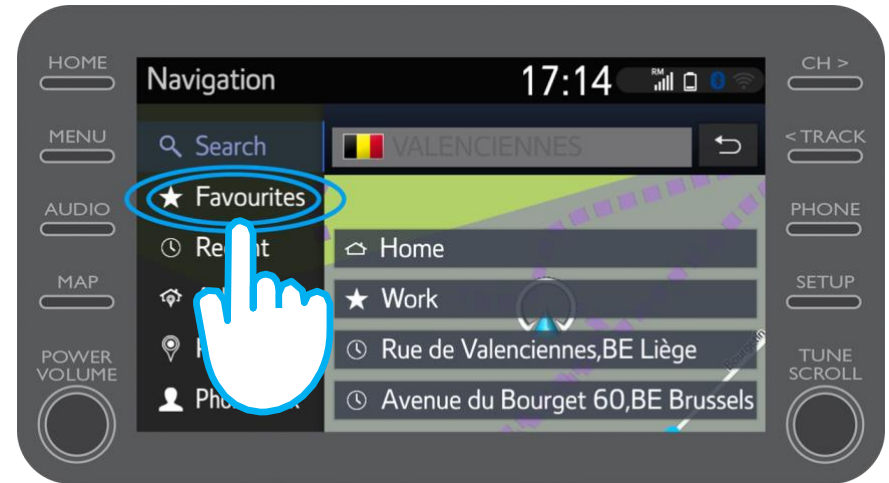 HOME
MENU
AUDIO
MAP
POWER
VOLUME
Navigation
17:14
RM
Search
VALENCIENNES
Favourites
Home
Work
Rue de Valenciennes,BE Liège
Avenue du Bourget 60,BE Brussels
CH >
< TRACK
PHONE
SETUP
TUNE
SCROLL